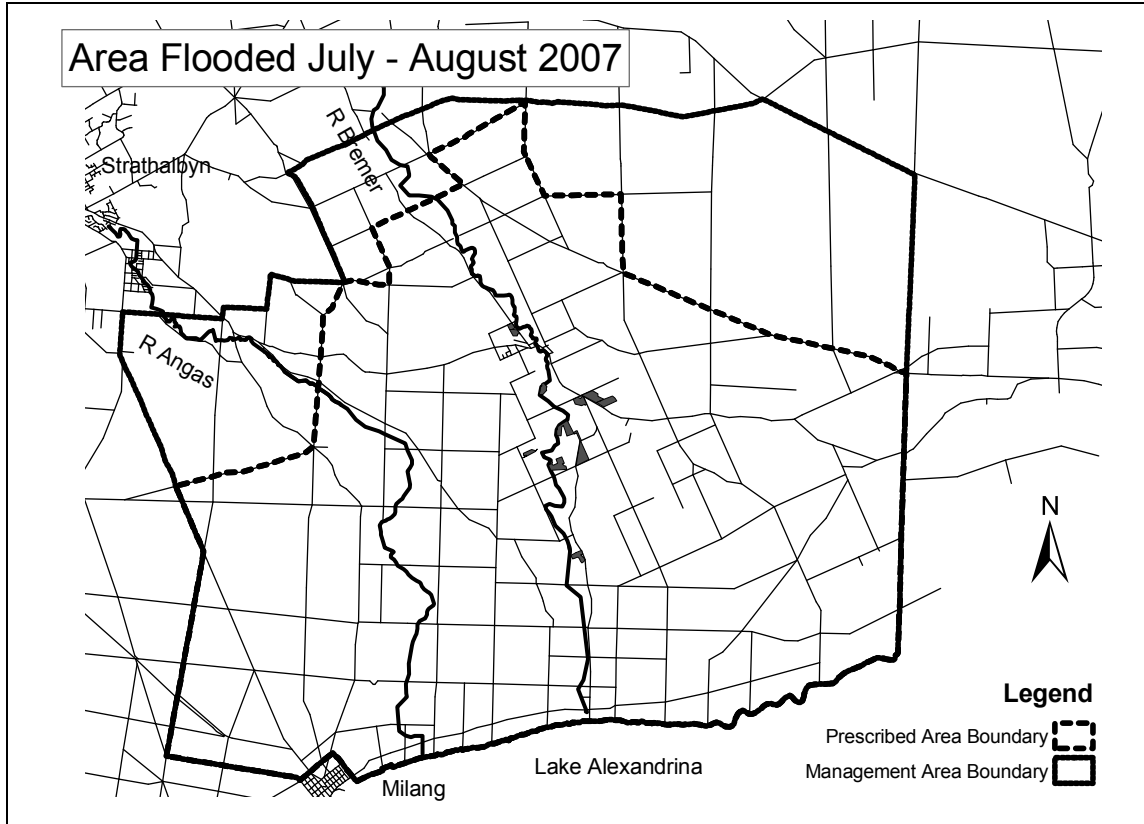 Area Flooded July - August 2007
R Bremer
Strathalbyn
R Angas
N
Legend
Prescribed Area Boundary
Management Area Boundary
Lake Alexandrina
Milang